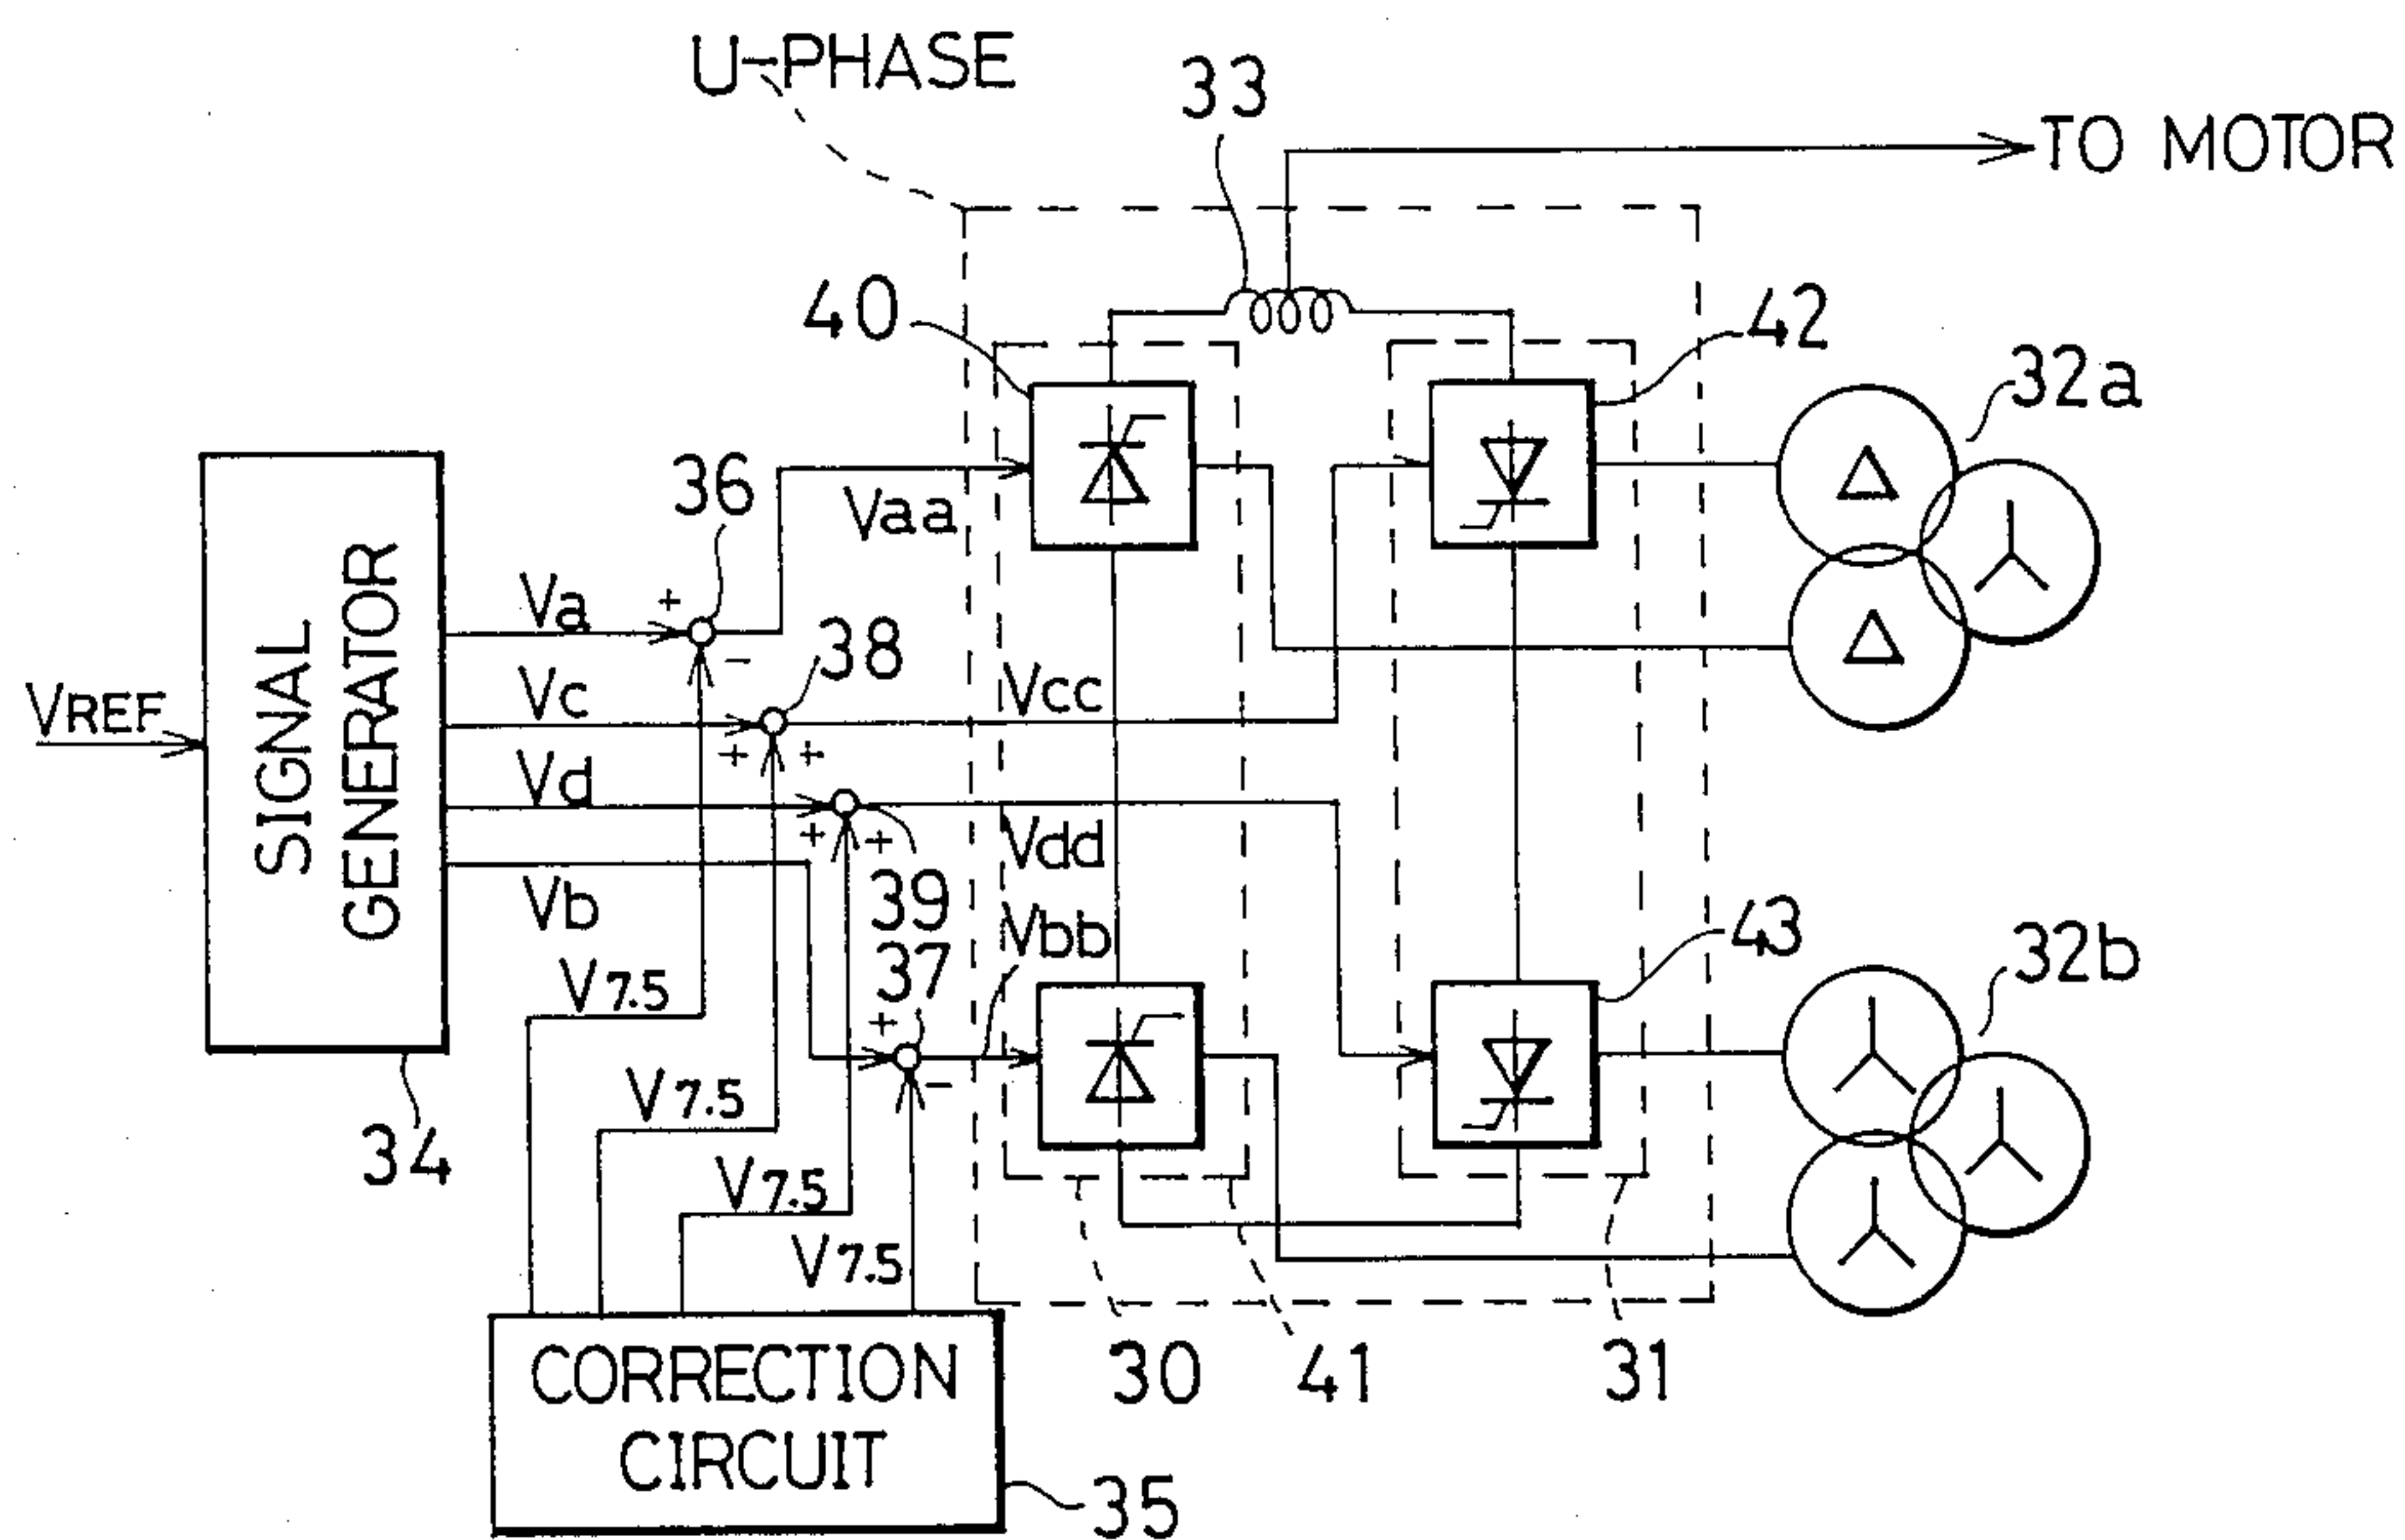 U-PHASE
33
TO MOTOR
40
42
32a
36
Vaa
SIGNAL
GENERATOR
Va
+
-
38
Vc
Vcc
VREF
+
+
Vd
+
+
Vdd
39
Vb
Vbb
43
37
32b
V7.5
+
-
V7.5
34
V7.5
V7.5
30
41
31
CORRECTION
CIRCUIT
35